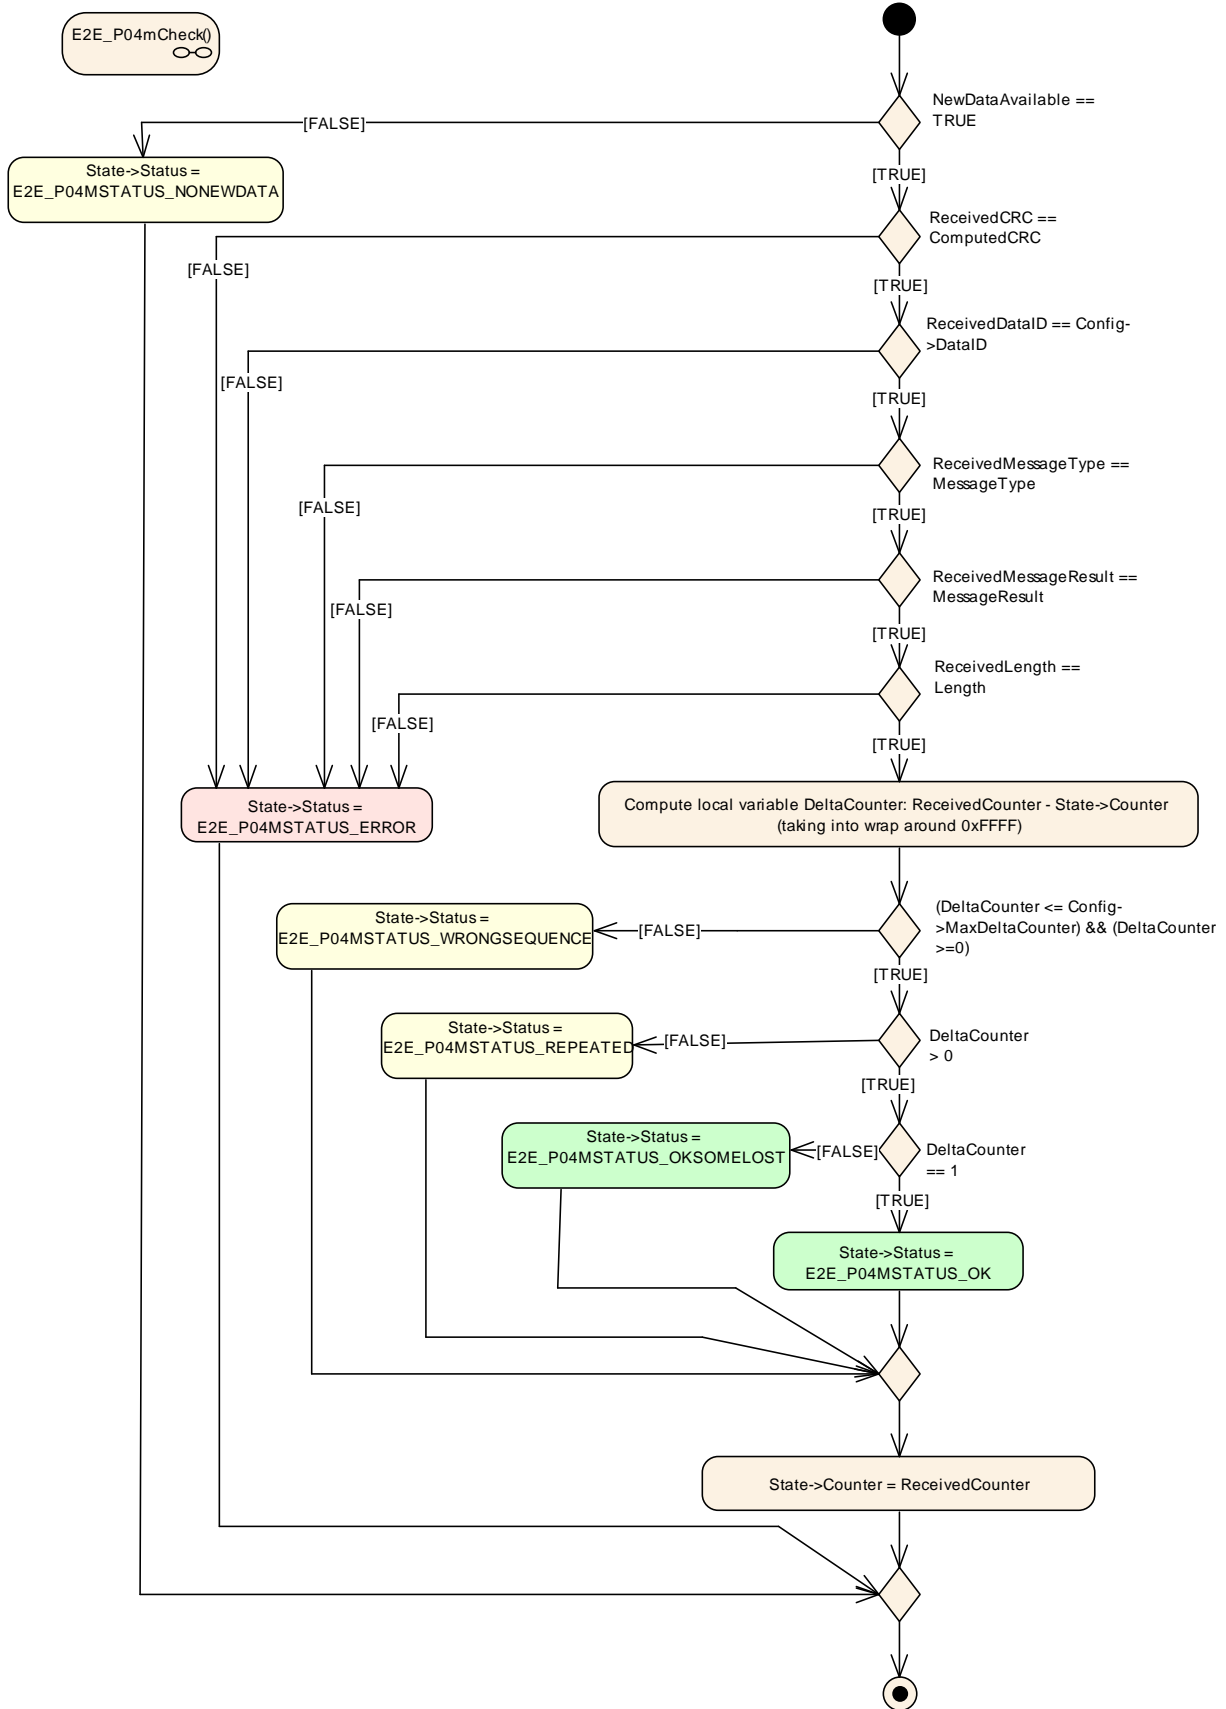 E2E_P04mCheck()
NewDataAvailable ==
TRUE
[FALSE]
State->Status =
E2E_P04MSTATUS_NONEWDATA
[TRUE]
ReceivedCRC ==
ComputedCRC
[FALSE]
[TRUE]
ReceivedDataID == Config-
>DataID
[FALSE]
[TRUE]
ReceivedMessageType ==
MessageType
[FALSE]
[TRUE]
ReceivedMessageResult ==
MessageResult
[FALSE]
[TRUE]
ReceivedLength ==
Length
[FALSE]
[TRUE]
State->Status =
E2E_P04MSTATUS_ERROR
Compute local variable DeltaCounter: ReceivedCounter - State->Counter
(taking into wrap around 0xFFFF)
(DeltaCounter <= Config-
>MaxDeltaCounter) && (DeltaCounter
>=0)
[FALSE]
State->Status =
E2E_P04MSTATUS_WRONGSEQUENCE
[TRUE]
DeltaCounter
> 0
[FALSE]
State->Status =
E2E_P04MSTATUS_REPEATED
[TRUE]
DeltaCounter
== 1
[FALSE]
State->Status =
E2E_P04MSTATUS_OKSOMELOST
[TRUE]
State->Status =
E2E_P04MSTATUS_OK
State->Counter = ReceivedCounter